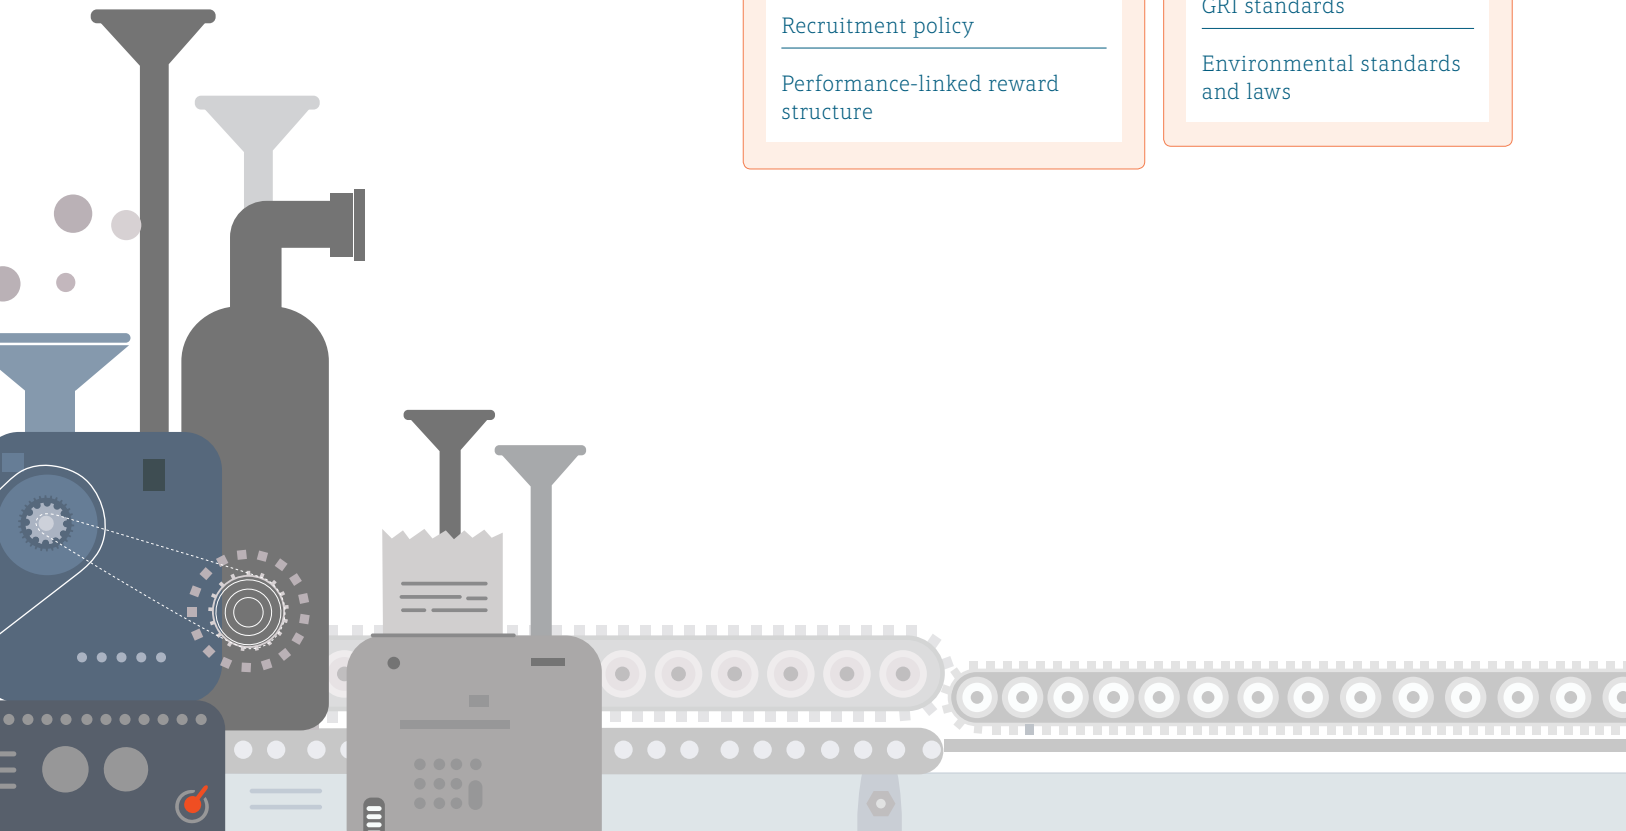 Recruitment policy
Performance-linked reward
structure
GRI standards
Environmental standards
and laws